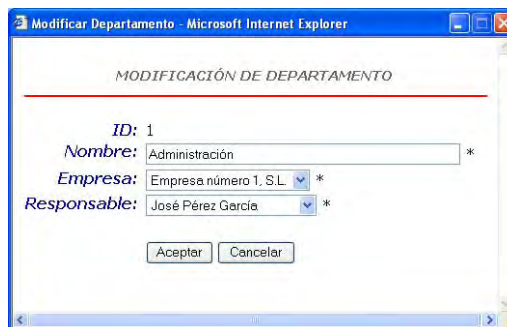 Modificar Departamento - Microsoft Internet Explorer
MODIFICACIÓN DE DEPARTAMENTO
ID: 1
Nombre: Administración *
Empresa: Empresa número 1, S.L. *
Responsable: José Pérez García *
Aceptar Cancelar